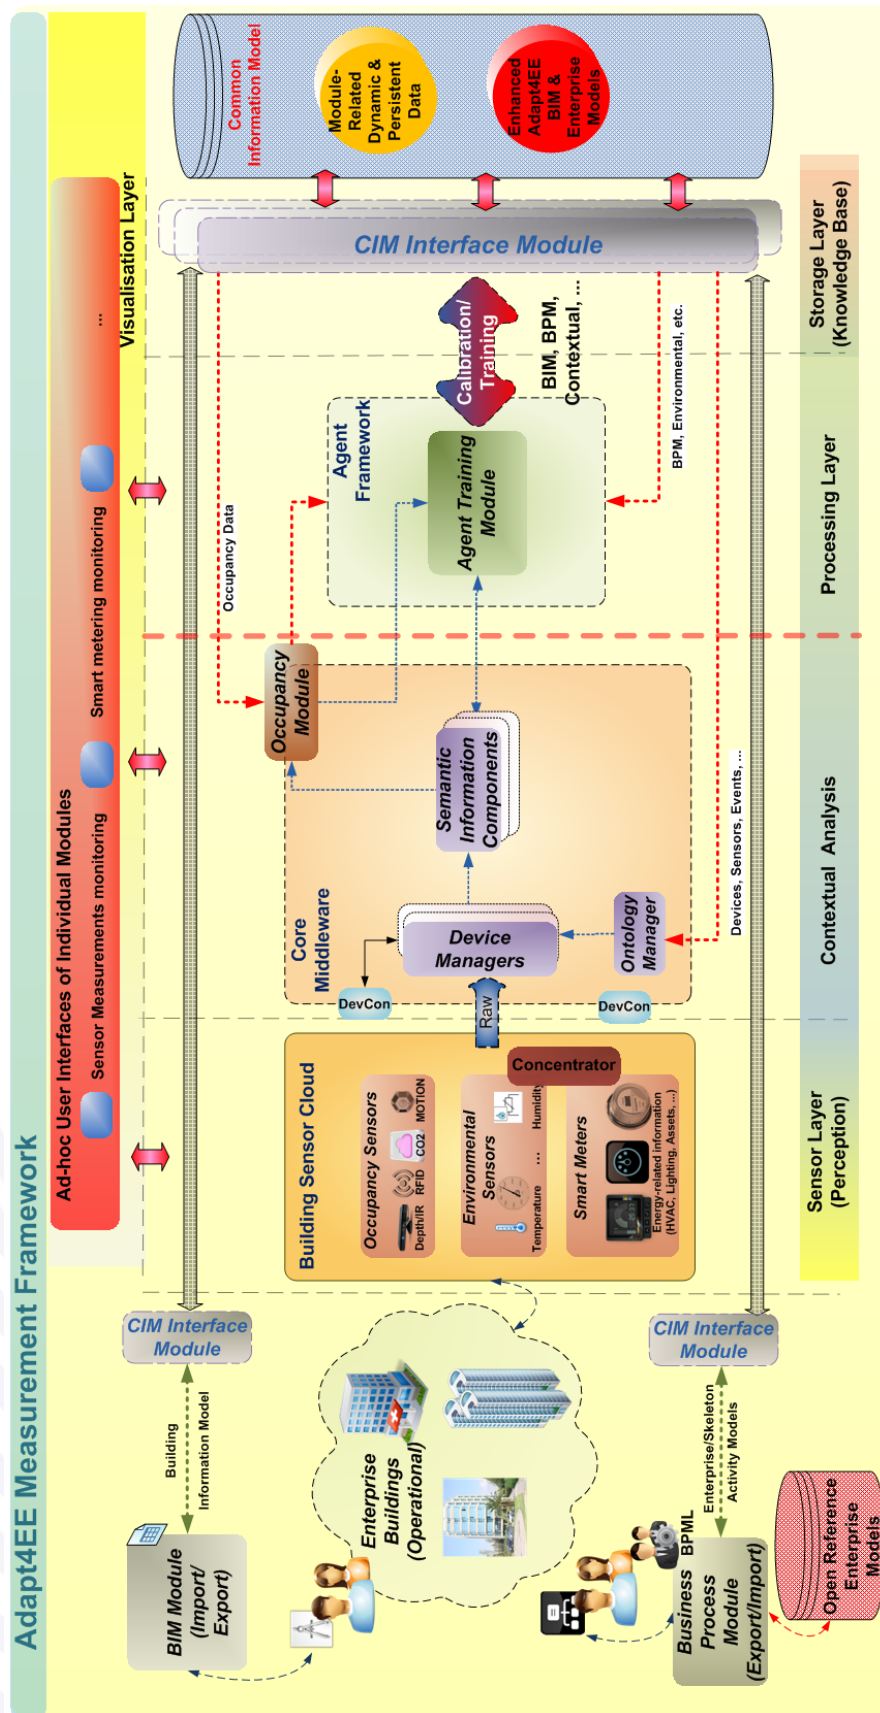 Adapt4EE Measurement Framework
Ad-hoc User Interfaces of Individual Modules
Sensor Measurements monitoring
Smart metering monitoring
...
Visualisation Layer
Common
Information Model
Module-
Related
Dynamic &
Persistent
Data
Enhanced
Adapt4EE
BIM &
Enterprise
Models
BIM Module
(Import/
Export)
Building
Information Model
CIM Interface
Module
Enterprise
Buildings
(Operational)
Business
Process
Module
(Export/Import)
BPML
Enterprise/Skeleton
Activity Models
CIM Interface
Module
Open Reference
Enterprise
Models
Building Sensor Cloud
Occupancy Sensors
Depth/IR
RFID
CO2
MOTION
Environmental
Sensors
Temperature
...
Humidity
Smart Meters
Energy-related information
(HVAC, Lighting, Assets, ...)
Concentrator
Raw
Core
Middleware
DevCon
DevCon
Device
Managers
Ontology
Manager
Semantic
Information
Components
Occupancy
Module
Occupancy Data
Agent
Framework
Agent Training
Module
Calibration/
Training
BIM, BPM,
Contextual, ...
BPM, Environmental, etc.
Devices, Sensors, Events, ...
CIM Interface Module
Sensor Layer
(Perception)
Contextual Analysis
Processing Layer
Storage Layer
(Knowledge Base)